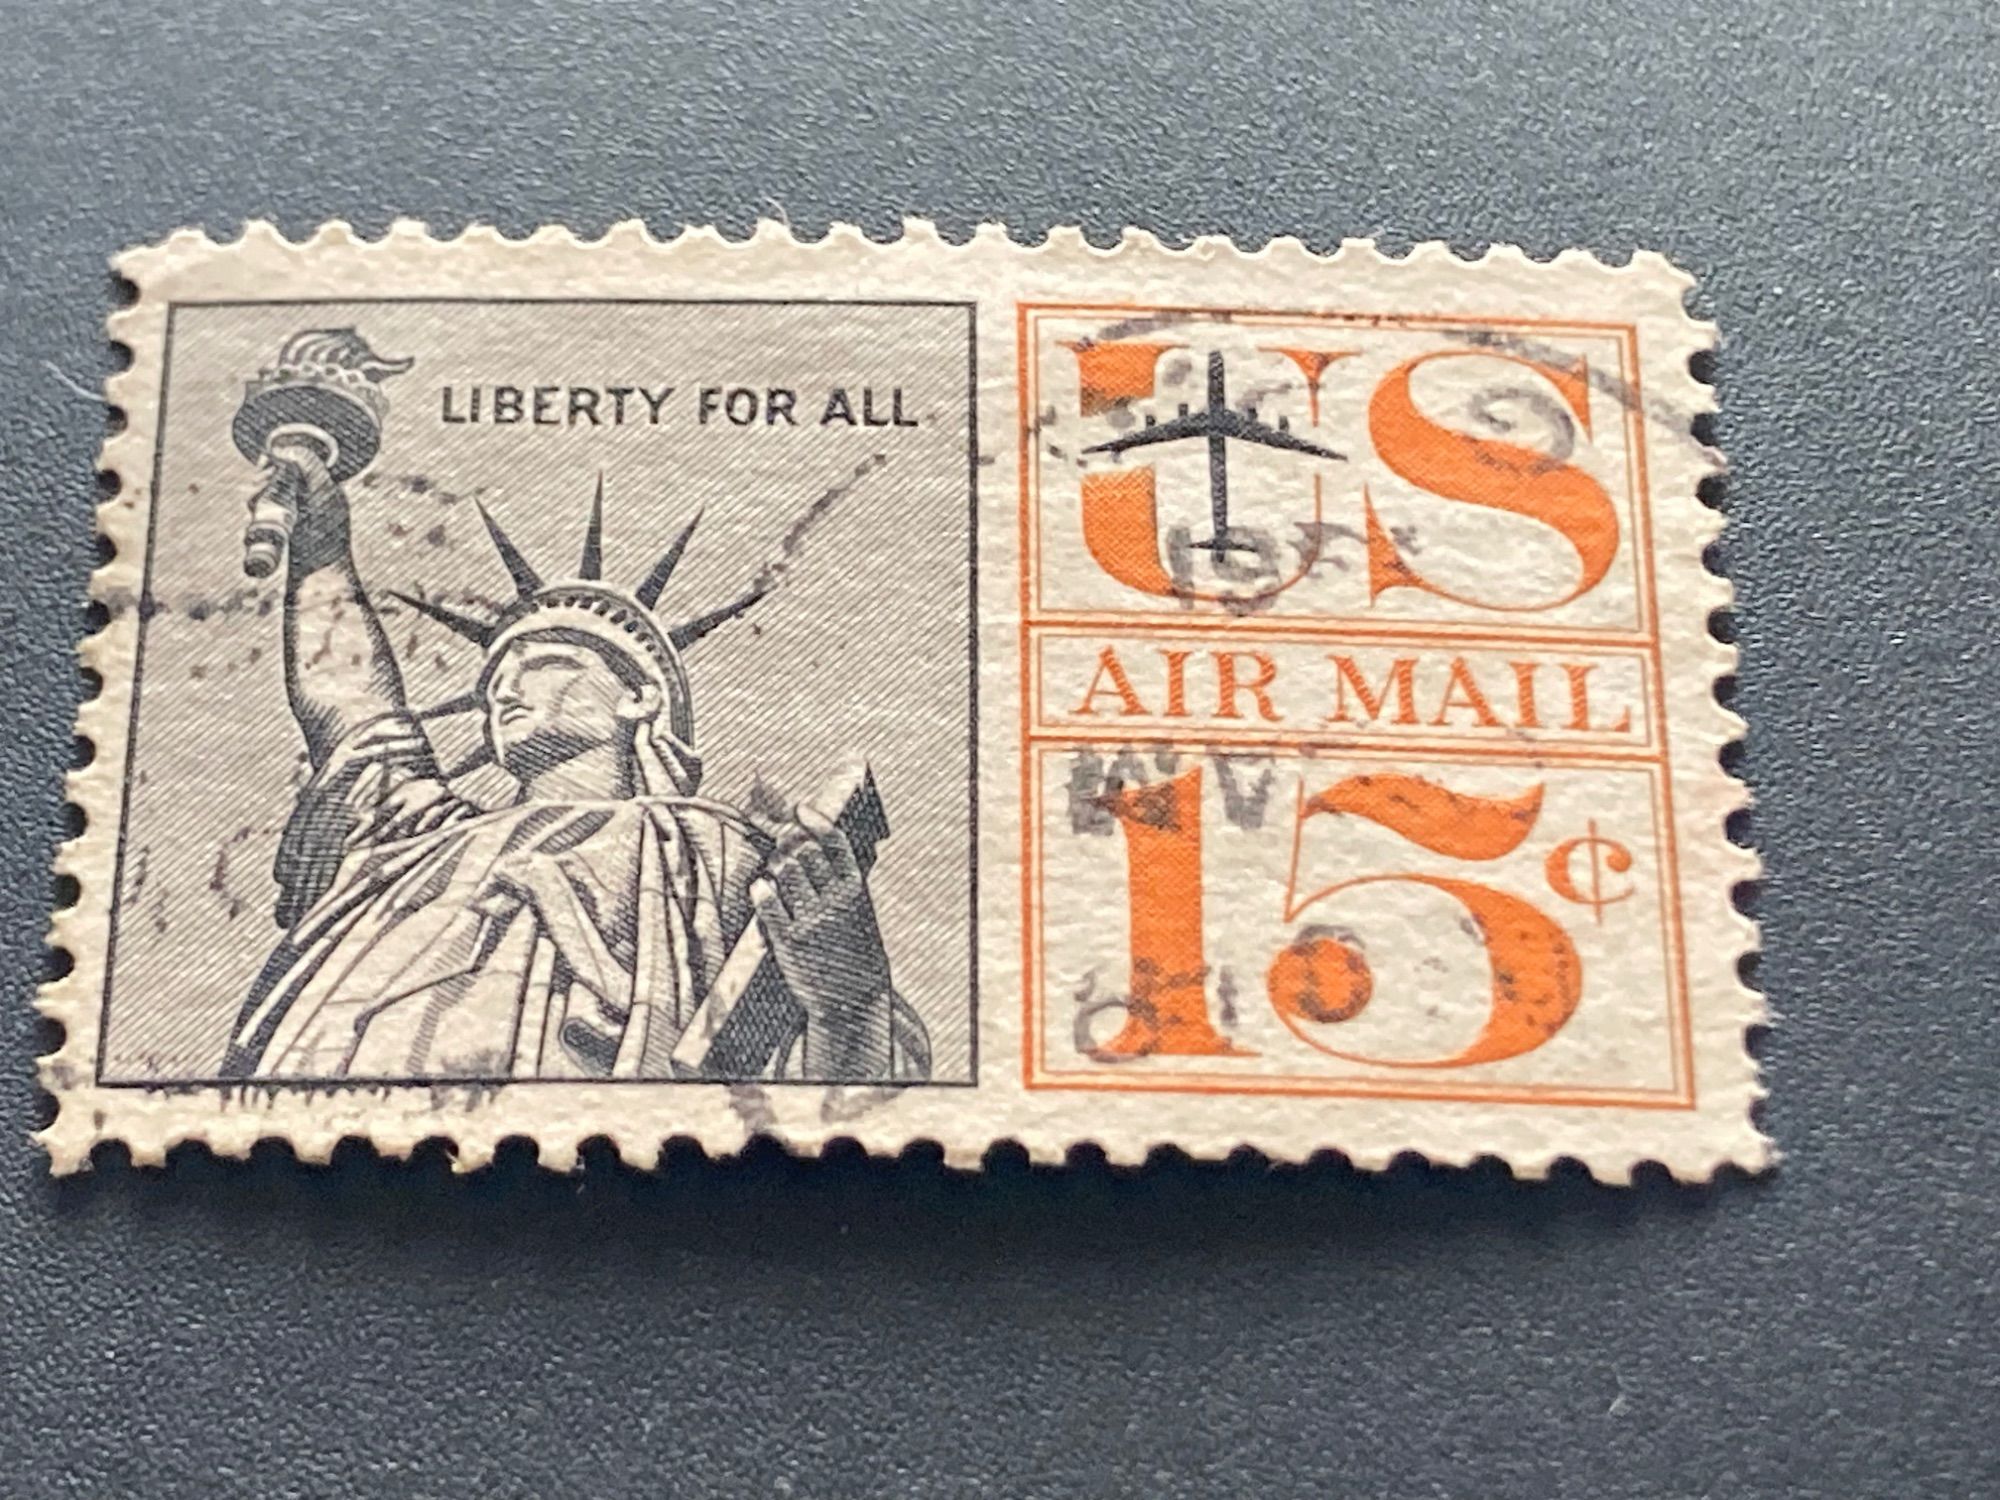 LIBERTY FOR ALL
US
AIR MAIL
15¢